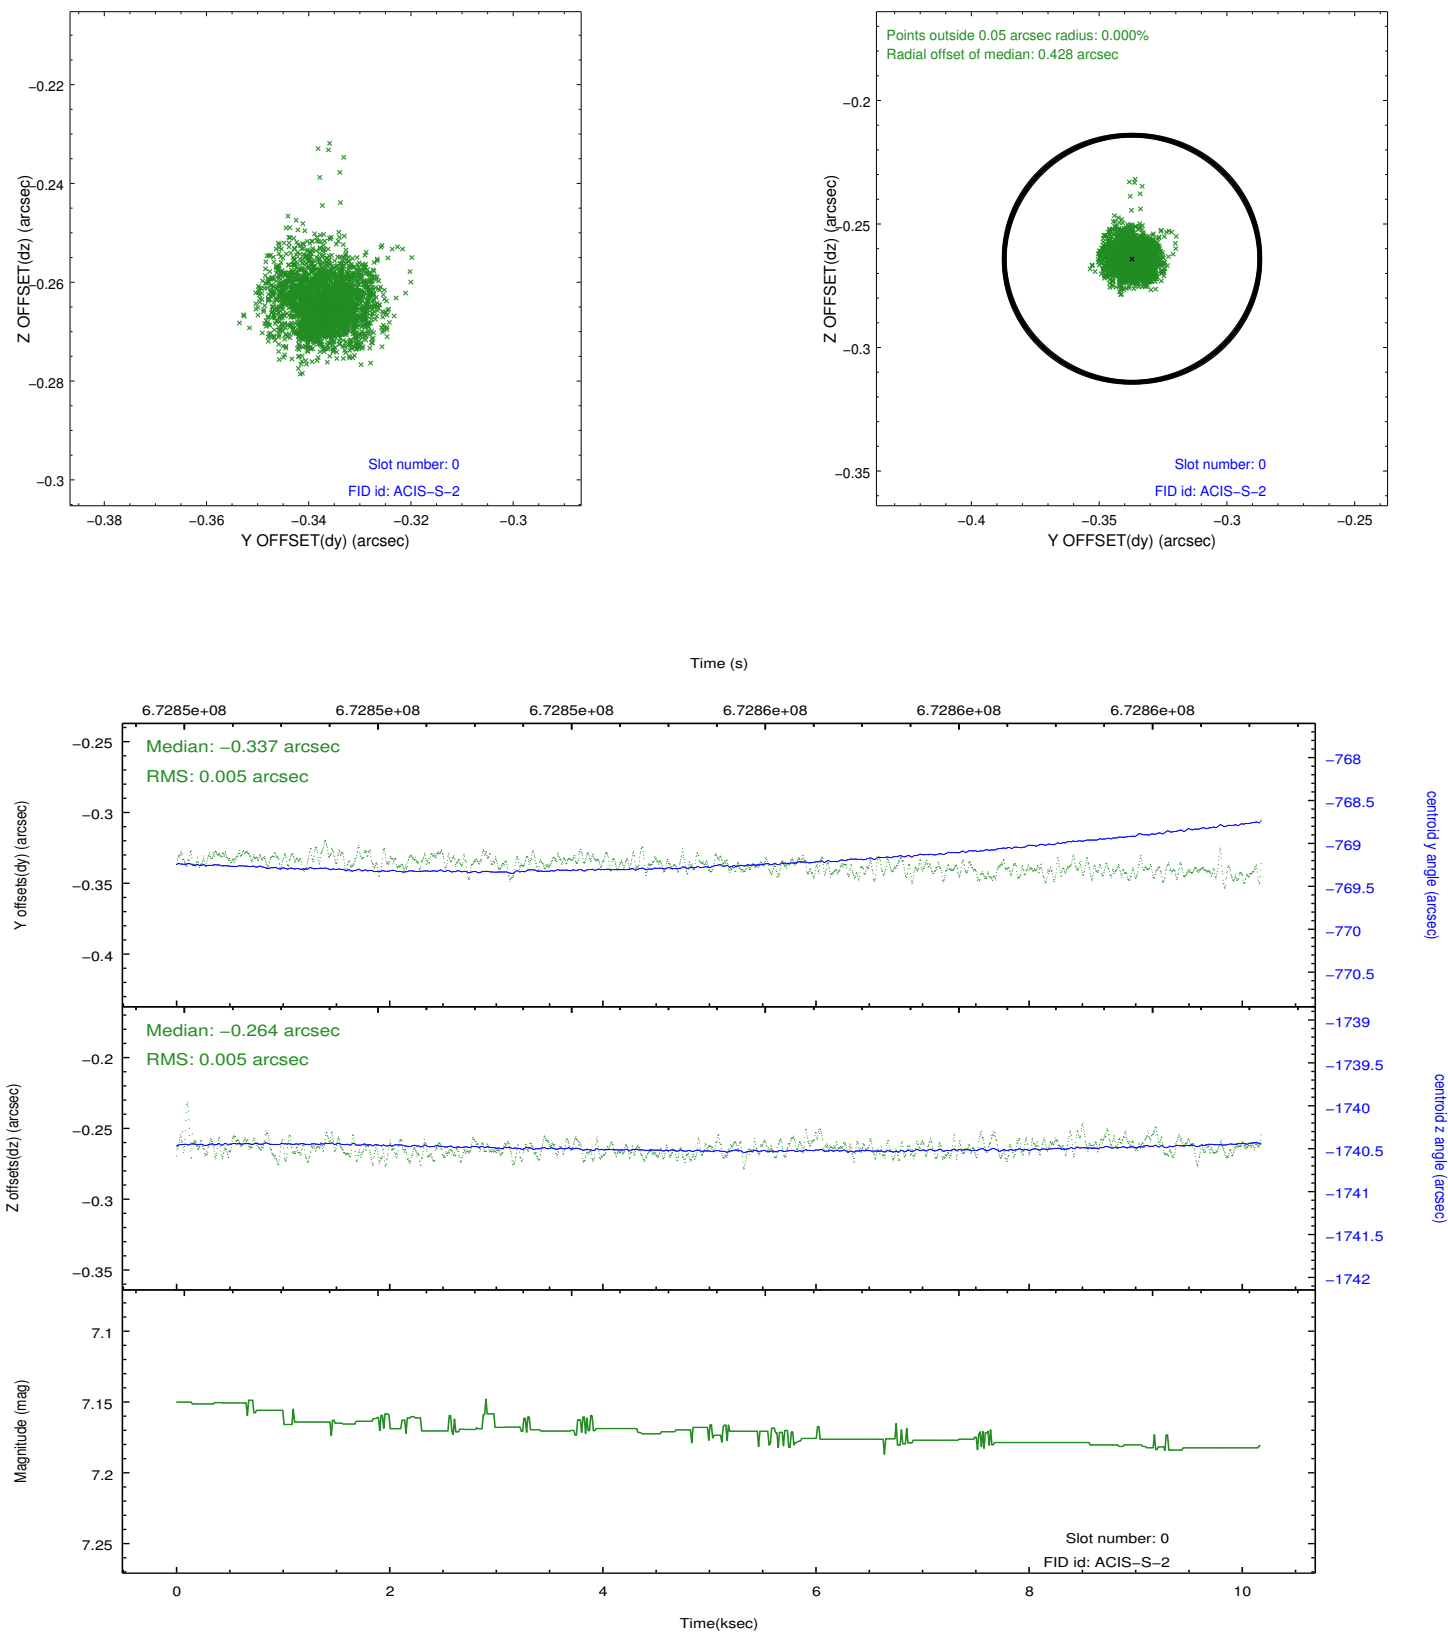 −0.22
−0.24
−0.26
−0.28
−0.3
Z OFFSET(dz) (arcsec)
Slot number: 0
FID id: ACIS−S−2
−0.38
−0.36
−0.34
−0.32
−0.3
Y OFFSET(dy) (arcsec)
Points outside 0.05 arcsec radius: 0.000%
Radial offset of median: 0.428 arcsec
−0.2
−0.25
−0.3
−0.35
Z OFFSET(dz) (arcsec)
Slot number: 0
FID id: ACIS−S−2
−0.4
−0.35
−0.3
−0.25
Y OFFSET(dy) (arcsec)
Time (s)
6.7285e+08
6.7285e+08
6.7285e+08
6.7286e+08
6.7286e+08
6.7286e+08
Median: −0.337 arcsec
RMS: 0.005 arcsec
−0.25
−0.3
−0.35
−0.4
Y offsets(dy) (arcsec)
−768
−768.5
−769
−769.5
−770
−770.5
centroid y angle (arcsec)
Median: −0.264 arcsec
RMS: 0.005 arcsec
−0.2
−0.25
−0.3
−0.35
Z offsets(dz) (arcsec)
−1739
−1739.5
−1740
−1740.5
−1741
−1741.5
−1742
centroid z angle (arcsec)
7.1
7.15
7.2
7.25
Magnitude (mag)
Slot number: 0
FID id: ACIS−S−2
0
2
4
6
8
10
Time(ksec)